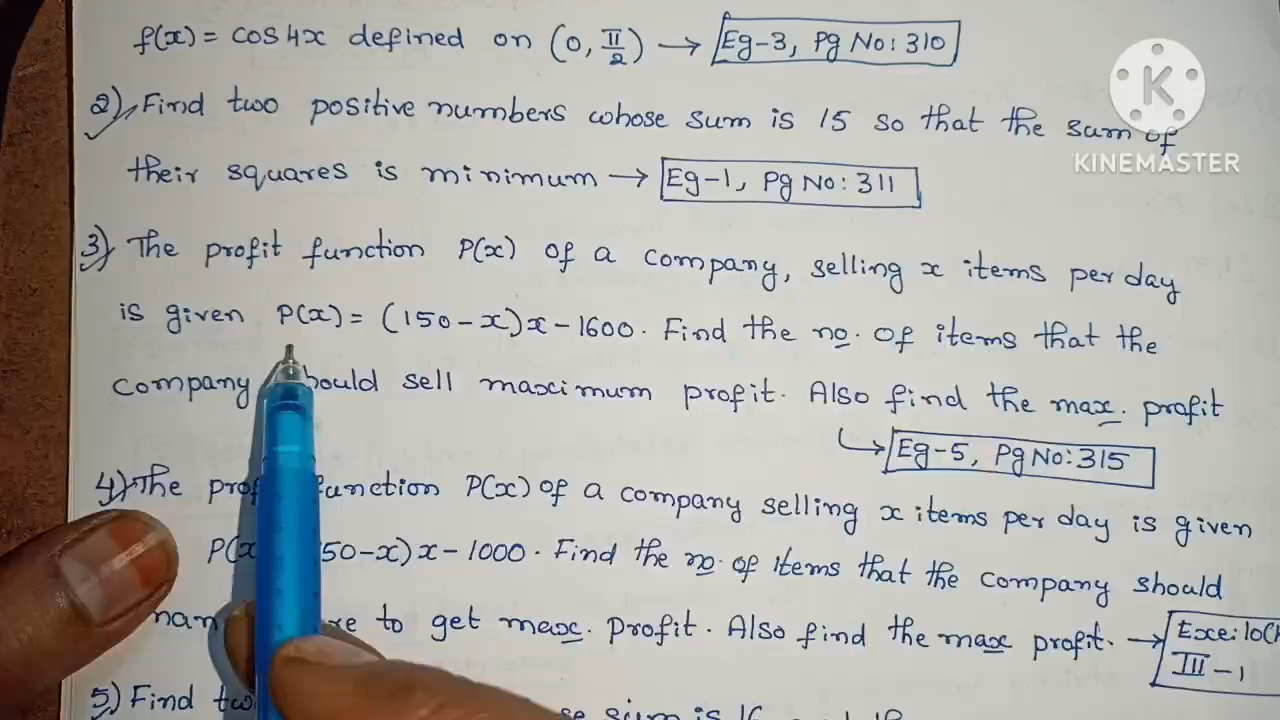 f(x) = cos4x defined on (0, π/2) → Eg-3, Pg No: 310
2) Find two positive numbers whose sum is 15 so that the sum of
their squares is minimum → Eg-1, Pg No: 311
KINEMASTER
3) The profit function P(x) of a company, selling x items per day
is given P(x) = (150-x)x-1600. Find the no. of items that the
company should sell maximum profit. Also find the max. profit
↳ Eg-5, Pg No: 315
4) The function P(x) of a company selling x items per day is given
50-x)x-1000. Find the no. of items that the company should
to get max. profit. Also find the max profit. →
III-1
5) Find sum is